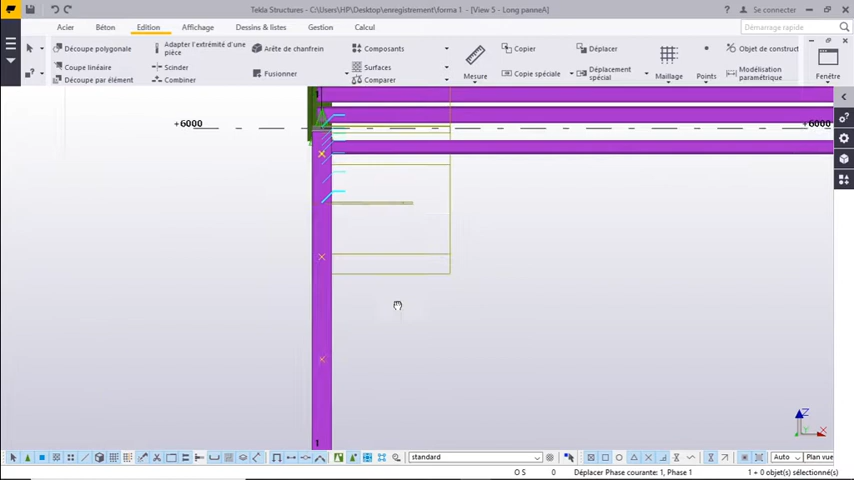 Tekla Structures - C:\Users\HP\Desktop\enregistrement\forma 1 - [View 5 - Long panneA]
Se connecter
Acier Béton Edition Affichage Dessins & listes Gestion Calcul
Démarrage rapide
Découpe polygonale
Coupe linéaire
Découpe par élément
Adapter l'extrémité d'une pièce
Scinder
Combiner
Arête de chanfrein
Fusionner
Composants
Surfaces
Comparer
Mesure
Copier
Copie spéciale
Déplacer
Déplacement spécial
Maillage
Points
Objet de construct
Modélisation paramétrique
Fenêtre
1
+6000
+6000
1
Z
Y
X
standard
Auto
Plan vue
O S
0
Déplacer Phase courante: 1, Phase 1
1 + 0 objet(s) sélectionné(s)